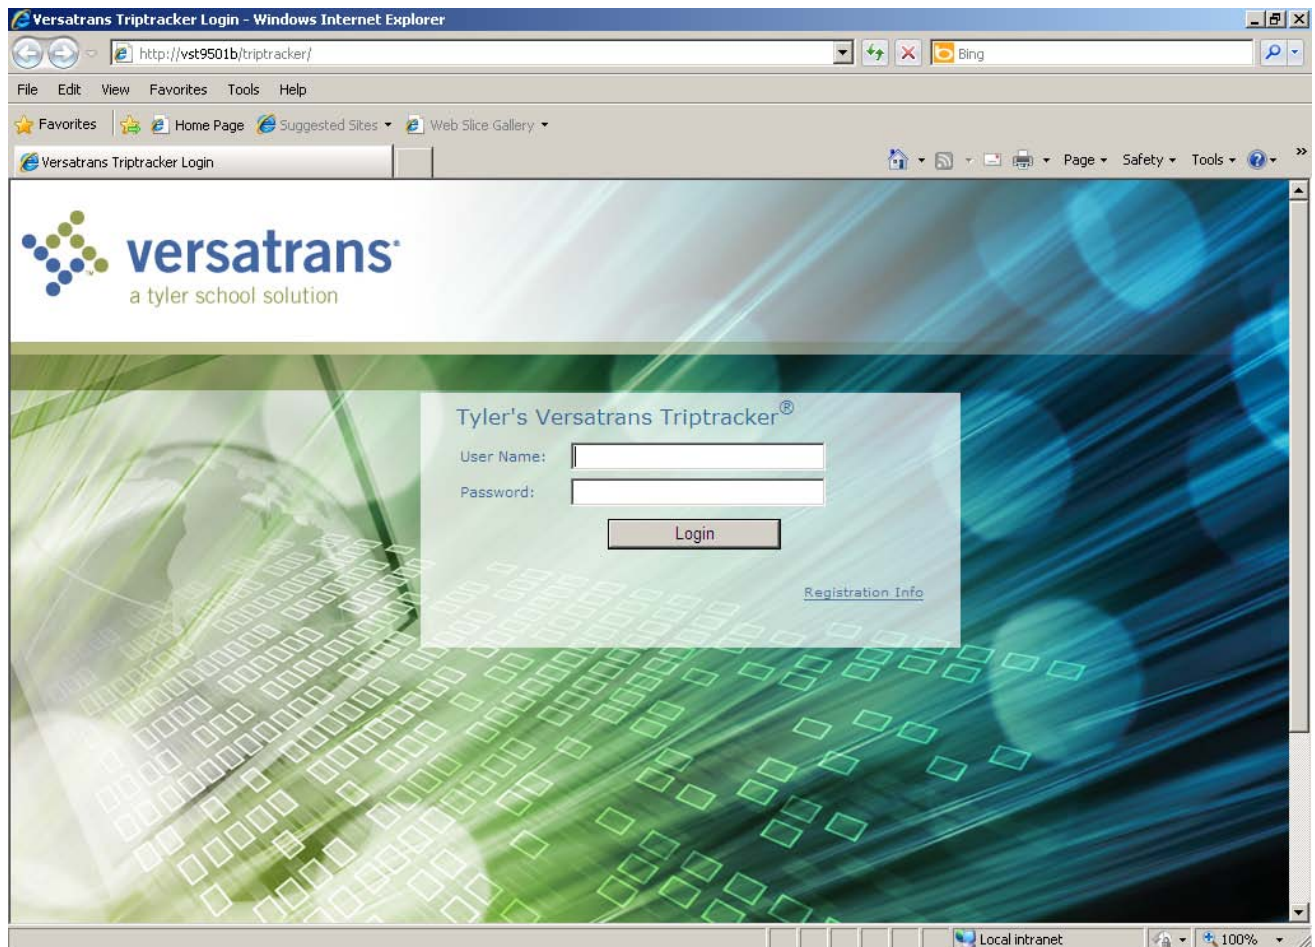 Versatrans Triptracker Login - Windows Internet Explorer
http://vst9501b/triptracker/
Bing
File Edit View Favorites Tools Help
Favorites Home Page Suggested Sites Web Slice Gallery
Versatrans Triptracker Login
Page Safety Tools »
versatrans
a tyler school solution
Tyler's Versatrans Triptracker®
User Name:
Password:
Login
Registration Info
Local intranet 100%